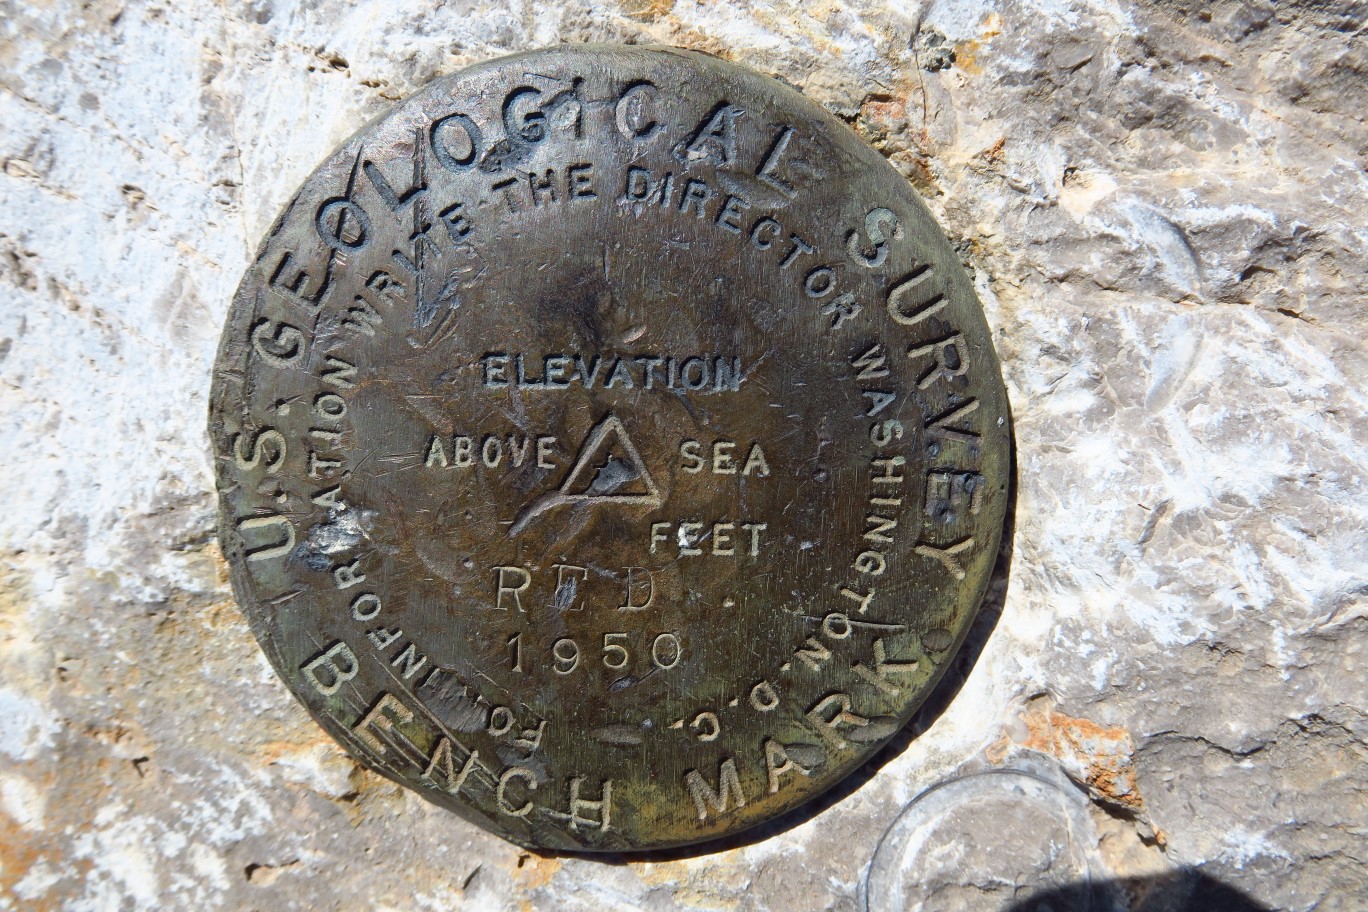 U.S. GEOLOGICAL SURVEY
FOR INFORMATION WRITE THE DIRECTOR WASHINGTON, D.C.
ELEVATION
ABOVE SEA
FEET
RED
1950
BENCH MARK